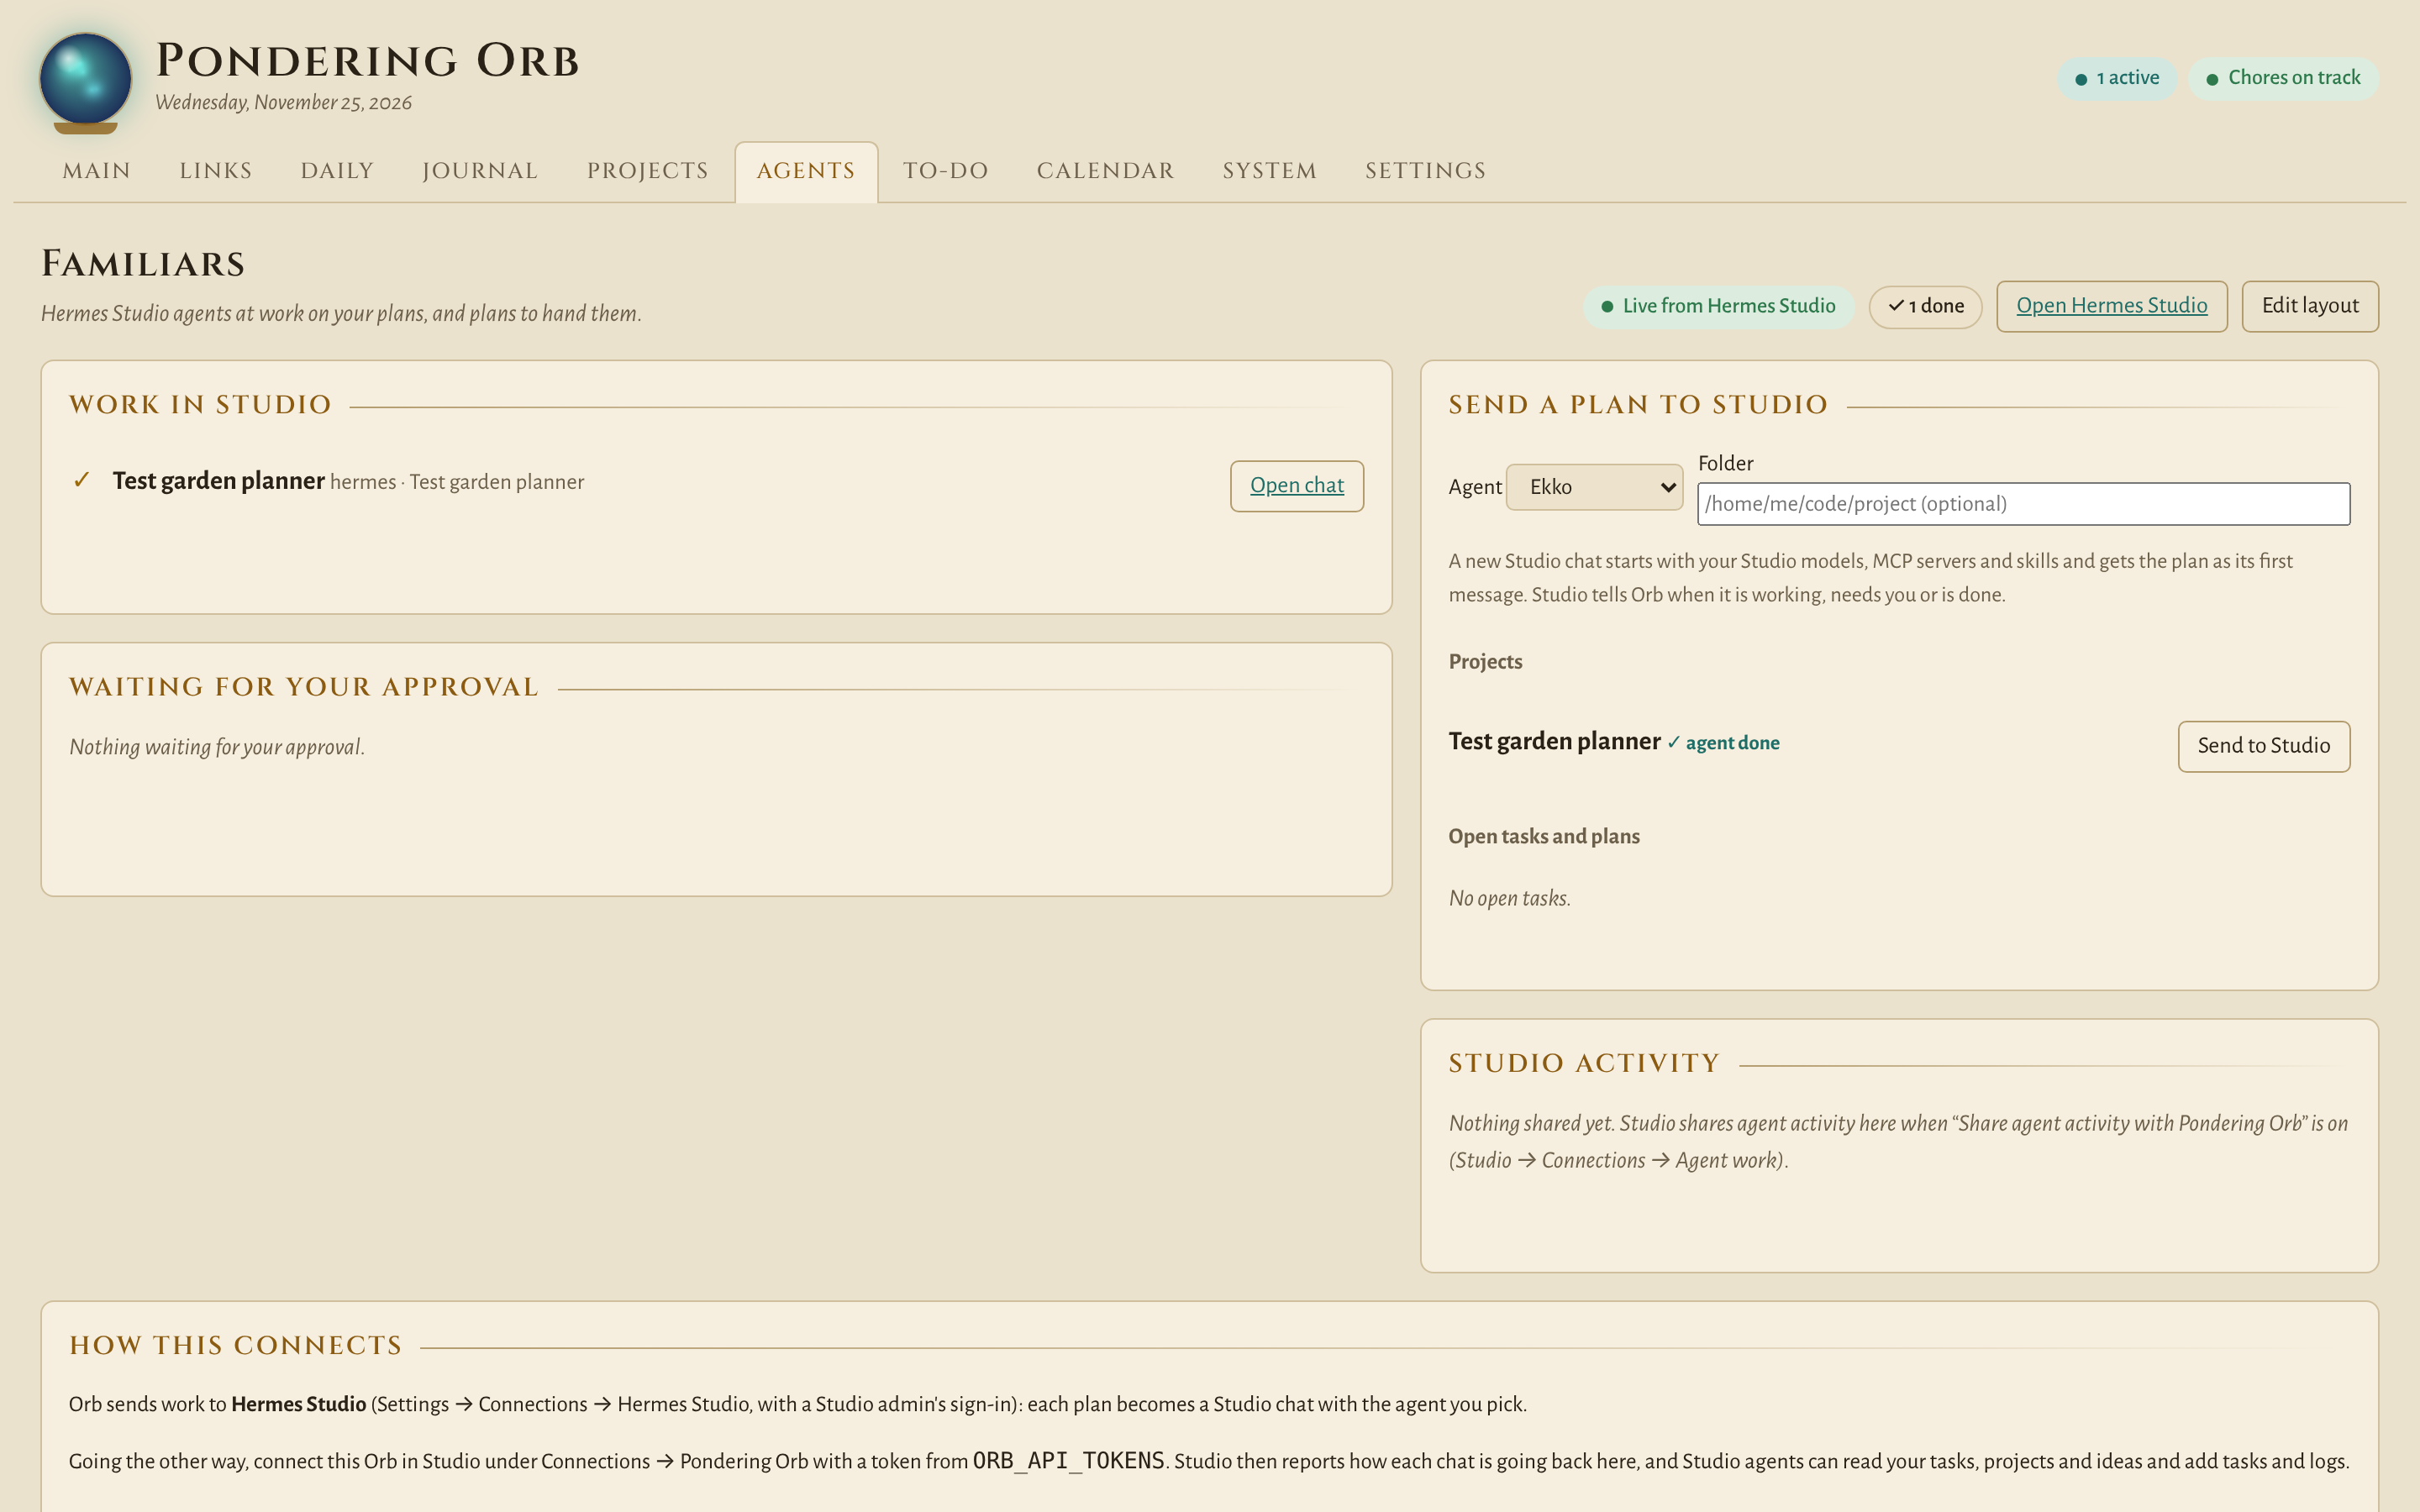 Pondering Orb
Wednesday, November 25, 2026
1 active
Chores on track
MAIN
LINKS
DAILY
JOURNAL
PROJECTS
AGENTS
TO-DO
CALENDAR
SYSTEM
SETTINGS
Familiars
Hermes Studio agents at work on your plans, and plans to hand them.
Live from Hermes Studio
✓ 1 done
Open Hermes Studio
Edit layout
WORK IN STUDIO
✓ Test garden planner hermes · Test garden planner
Open chat
WAITING FOR YOUR APPROVAL
Nothing waiting for your approval.
SEND A PLAN TO STUDIO
Agent Ekko
Folder
/home/me/code/project (optional)
A new Studio chat starts with your Studio models, MCP servers and skills and gets the plan as its first
message. Studio tells Orb when it is working, needs you or is done.
Projects
Test garden planner ✓ agent done
Send to Studio
Open tasks and plans
No open tasks.
STUDIO ACTIVITY
Nothing shared yet. Studio shares agent activity here when “Share agent activity with Pondering Orb” is on
(Studio → Connections → Agent work).
HOW THIS CONNECTS
Orb sends work to Hermes Studio (Settings → Connections → Hermes Studio, with a Studio admin's sign-in): each plan becomes a Studio chat with the agent you pick.
Going the other way, connect this Orb in Studio under Connections → Pondering Orb with a token from ORB_API_TOKENS. Studio then reports how each chat is going back here, and Studio agents can read your tasks, projects and ideas and add tasks and logs.